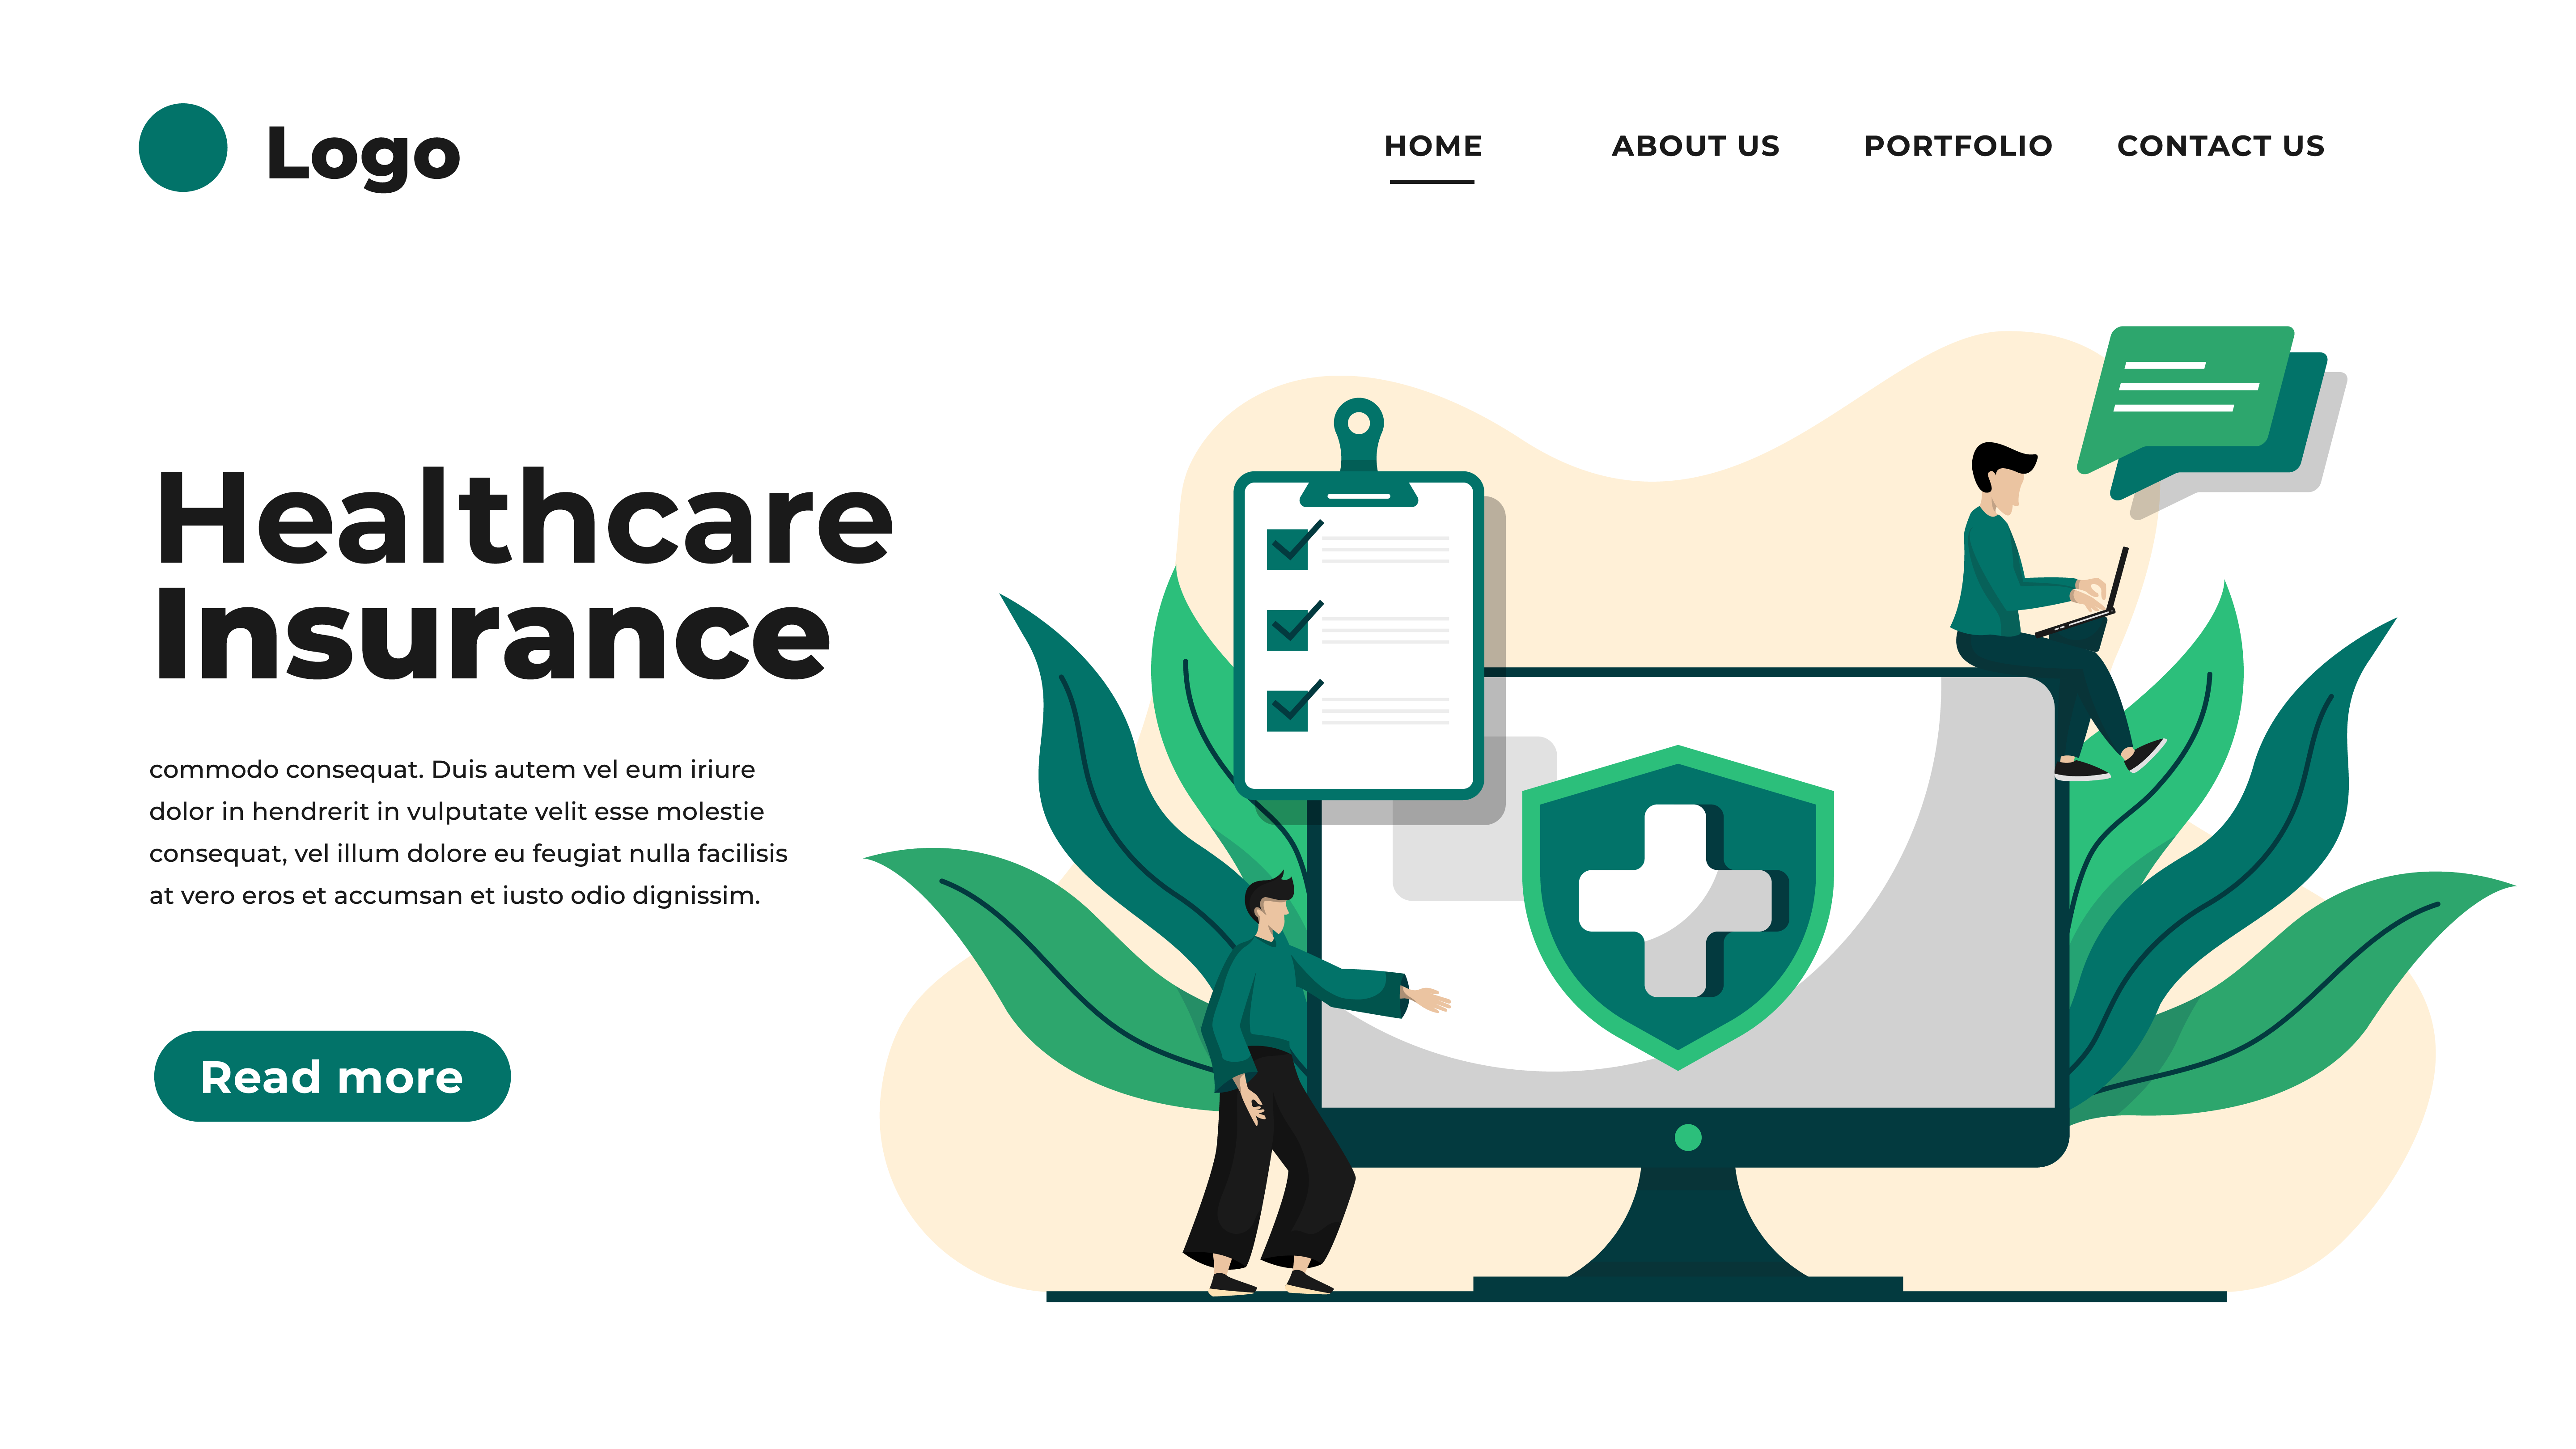 Logo
HOME
ABOUT US
PORTFOLIO
CONTACT US
Healthcare
Insurance
commodo consequat. Duis autem vel eum iriure
dolor in hendrerit in vulputate velit esse molestie
consequat, vel illum dolore eu feugiat nulla facilisis
at vero eros et accumsan et iusto odio dignissim.
Read more